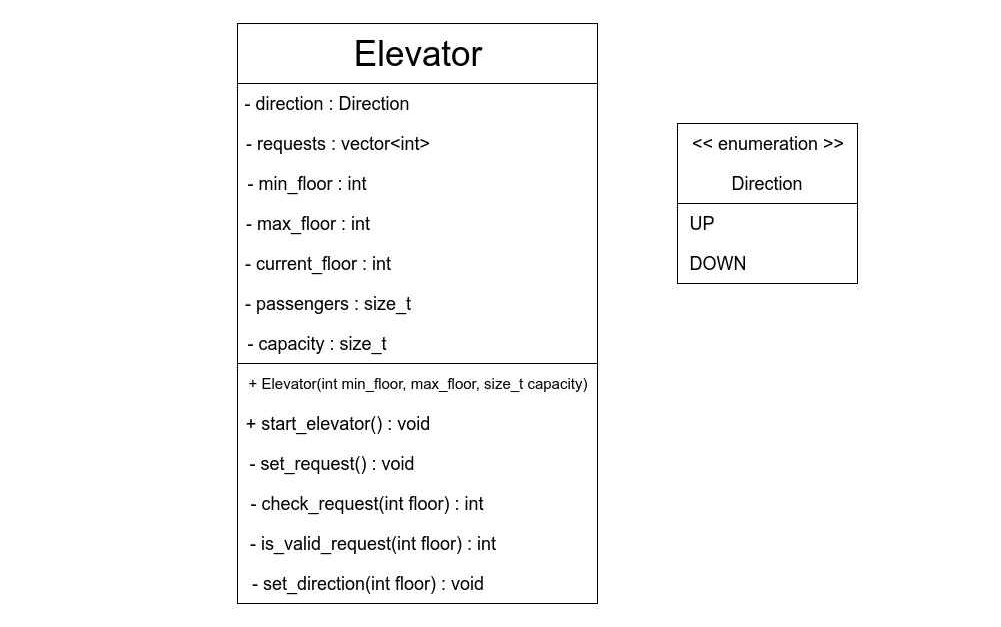 Elevator
- direction : Direction
- requests : vector<int>
- min_floor : int
- max_floor : int
- current_floor : int
- passengers : size_t
- capacity : size_t
+ Elevator(int min_floor, max_floor, size_t capacity)
+ start_elevator() : void
- set_request() : void
- check_request(int floor) : int
- is_valid_request(int floor) : int
- set_direction(int floor) : void
<< enumeration >>
Direction
UP
DOWN